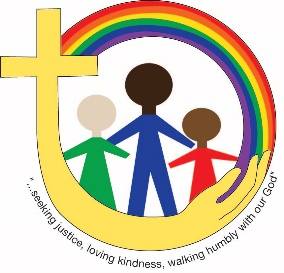 “...seeking justice, loving kindness, walking humbly with our God”